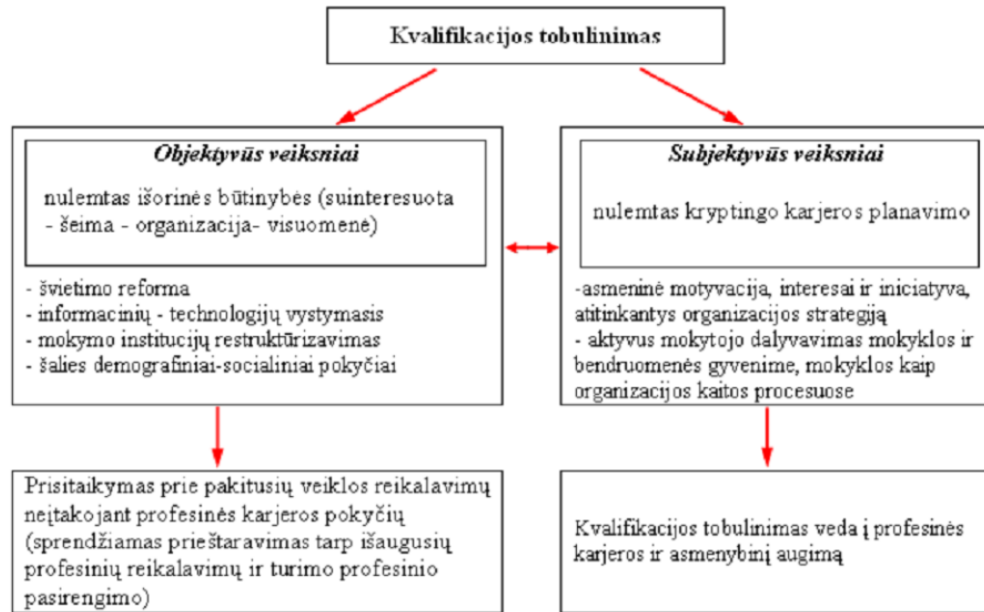 Kvalifikacijos tobulinimas
Objektyvūs veiksniai
nulemtas išorinės būtinybės (suinteresuota
- šeima - organizacija- visuomenė)
- švietimo reforma
- informacinių - technologijų vystymasis
- mokymo institucijų restruktūrizavimas
- šalies demografiniai-socialiniai pokyčiai
Subjektyvūs veiksniai
nulemtas kryptingo karjeros planavimo
-asmeninė motyvacija, interesai ir iniciatyva,
atitinkantys organizacijos strategiją
- aktyvus mokytojo dalyvavimas mokyklos ir
bendruomenės gyvenime, mokyklos kaip
organizacijos kaitos procesuose
Prisitaikymas prie pakitusių veiklos reikalavimų
neįtakojant profesinės karjeros pokyčių
(sprendžiamas prieštaravimas tarp išaugusių
profesinių reikalavimų ir turimo profesinio
pasirengimo)
Kvalifikacijos tobulinimas veda į profesinės
karjeros ir asmenybinį augimą